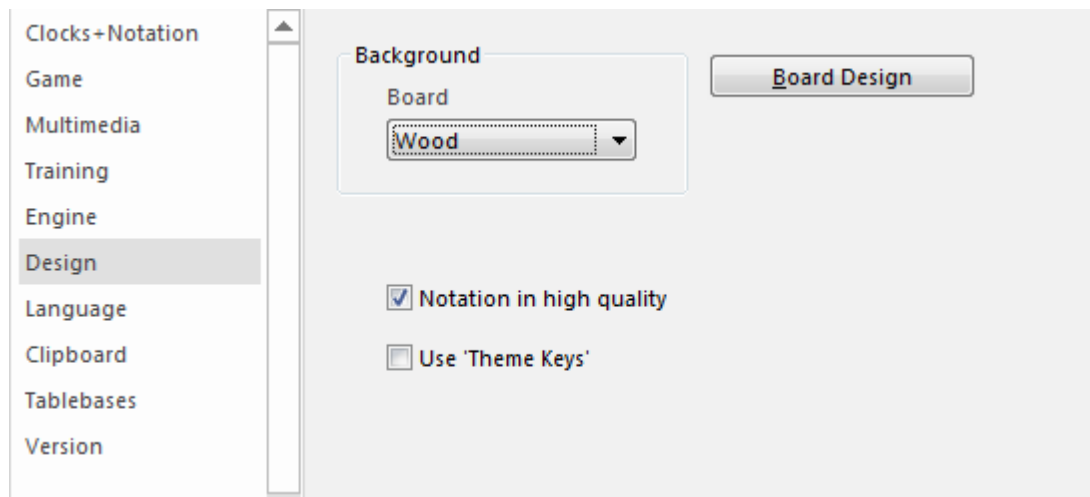 Clocks+Notation
Game
Multimedia
Training
Engine
Design
Language
Clipboard
Tablebases
Version
Background
Board
Wood
Board Design
Notation in high quality
Use 'Theme Keys'